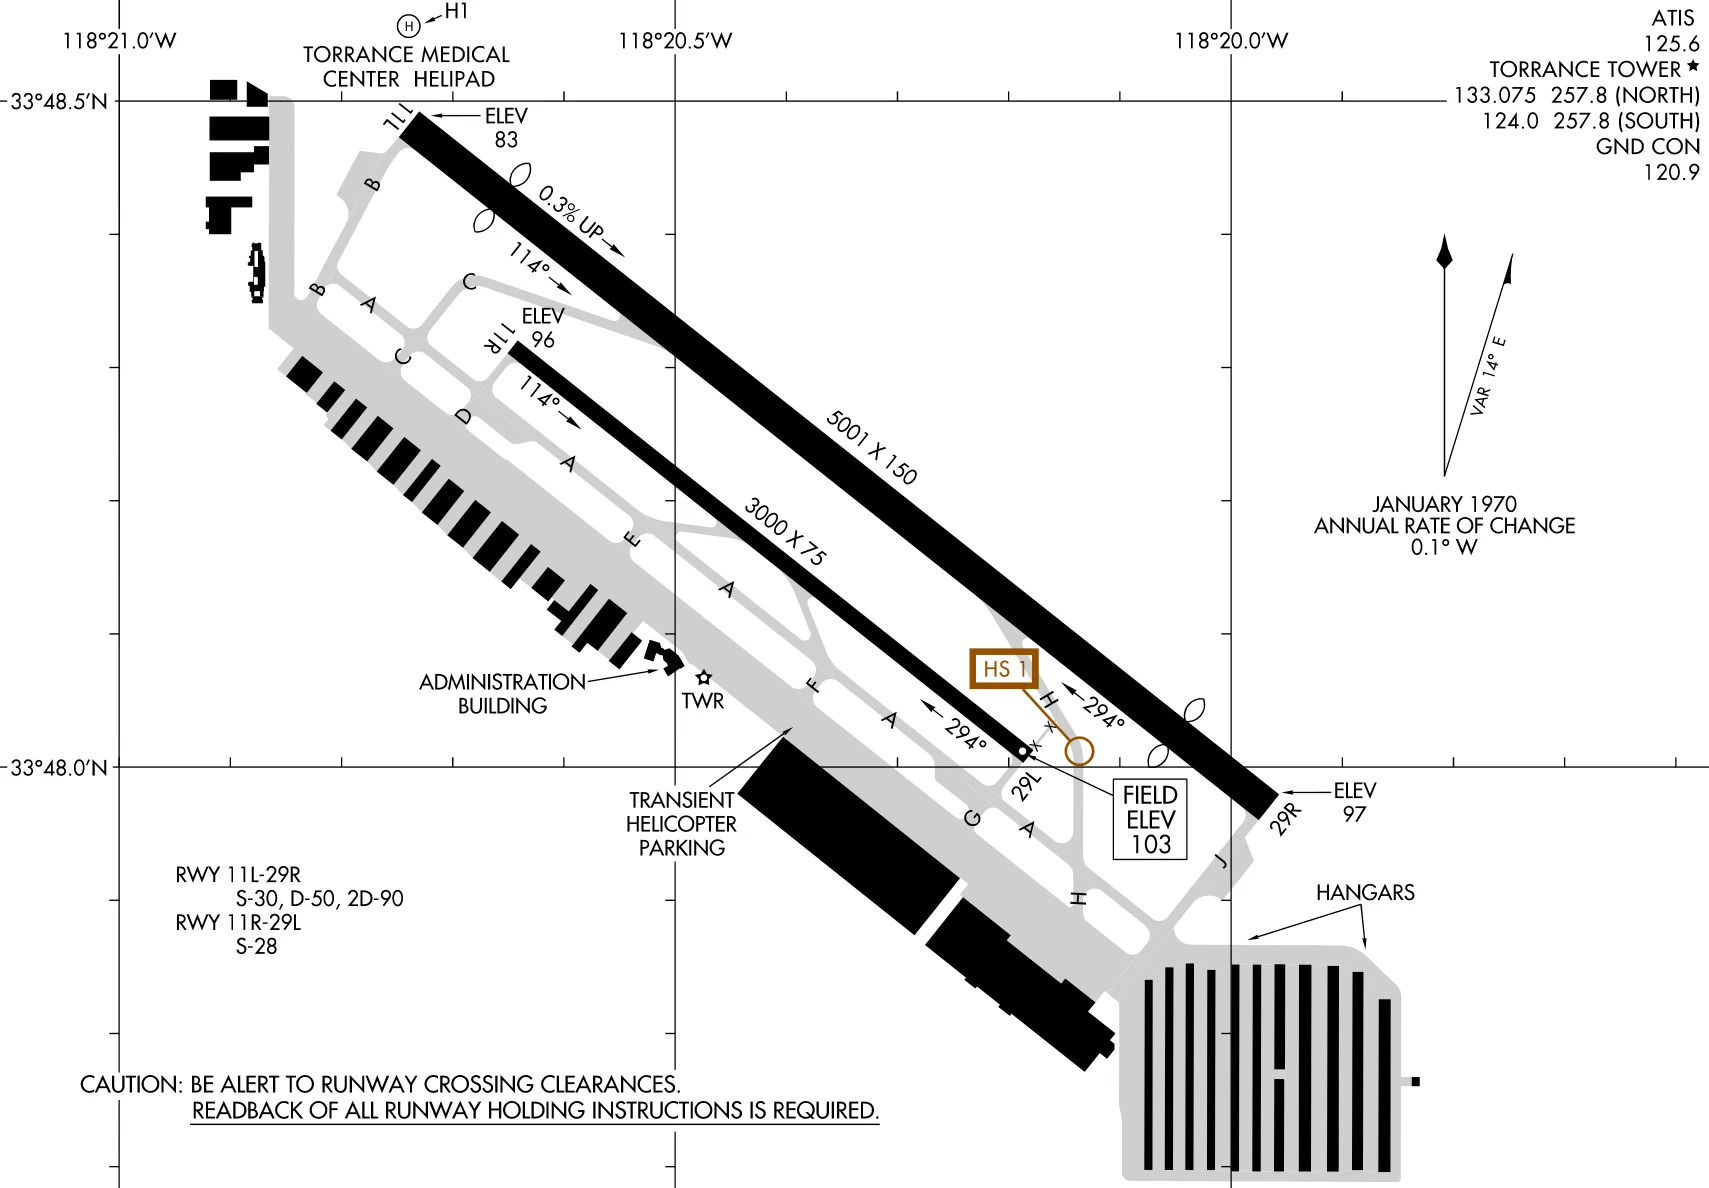 H1
118°21.0'W
118°20.5'W
118°20.0'W
ATIS
125.6
TORRANCE TOWER ★
133.075 257.8 (NORTH)
124.0 257.8 (SOUTH)
GND CON
120.9
H
TORRANCE MEDICAL
CENTER HELIPAD
33°48.5'N
11L
ELEV
83
B
0.3% UP
114°
B
A
C
ELEV
96
11R
C
D
114°
A
VAR 14° E
JANUARY 1970
ANNUAL RATE OF CHANGE
0.1° W
5001 X 150
3000 X 75
E
A
HS 1
ADMINISTRATION
BUILDING
TWR
F
A
H
294°
294°
X
X
33°48.0'N
29L
TRANSIENT
HELICOPTER
PARKING
G
A
FIELD
ELEV
103
ELEV
97
29R
J
H
HANGARS
RWY 11L-29R
S-30, D-50, 2D-90
RWY 11R-29L
S-28
CAUTION: BE ALERT TO RUNWAY CROSSING CLEARANCES.
READBACK OF ALL RUNWAY HOLDING INSTRUCTIONS IS REQUIRED.